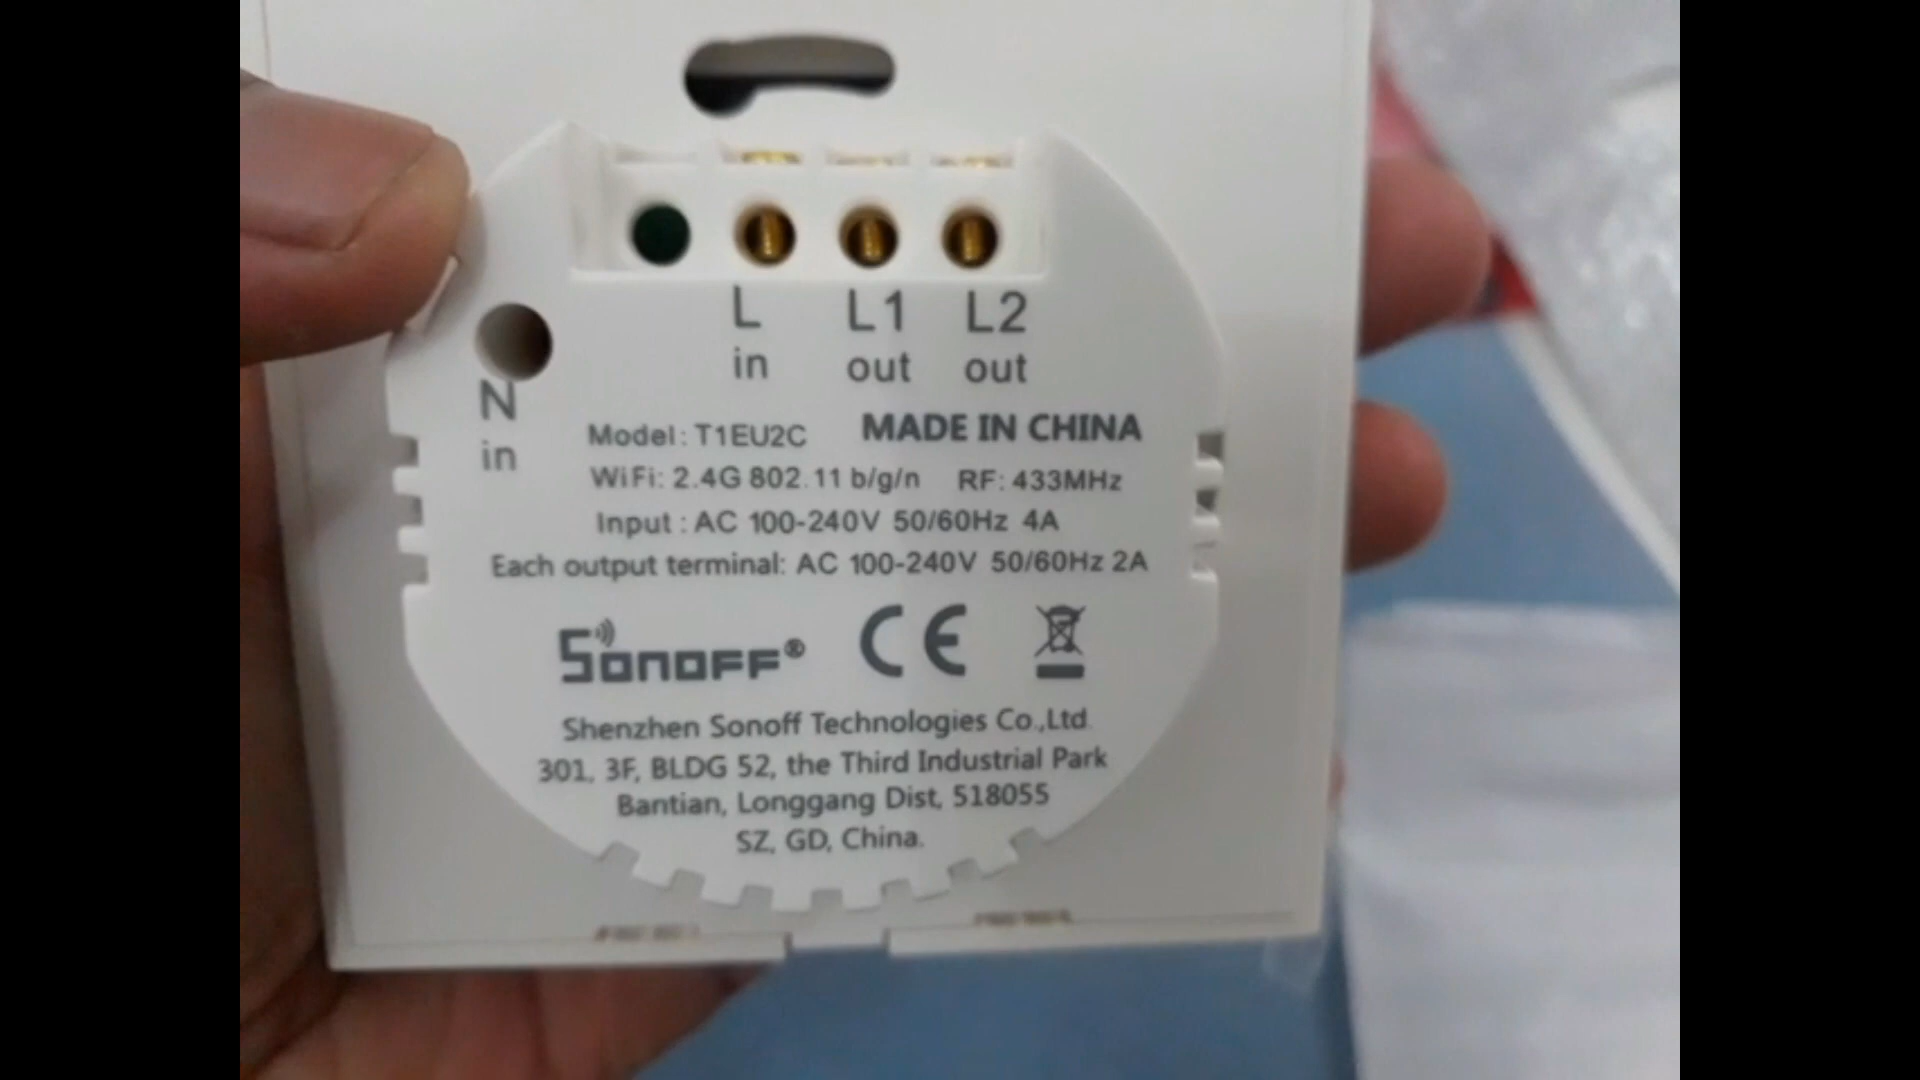 L L1 L2
in out out
N
in
Model: T1EU2C MADE IN CHINA
WiFi: 2.4G 802.11 b/g/n RF: 433MHz
Input : AC 100-240V 50/60Hz 4A
Each output terminal: AC 100-240V 50/60Hz 2A
SONOFF® CE
Shenzhen Sonoff Technologies Co.,Ltd.
301, 3F, BLDG 52, the Third Industrial Park
Bantian, Longgang Dist, 518055
SZ, GD, China.